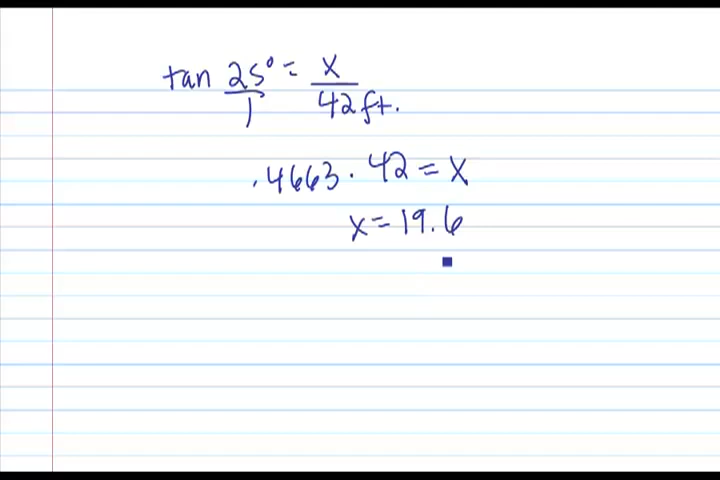 tan 25°/1 = x/42ft.
.4663 · 42 = x
x = 19.6